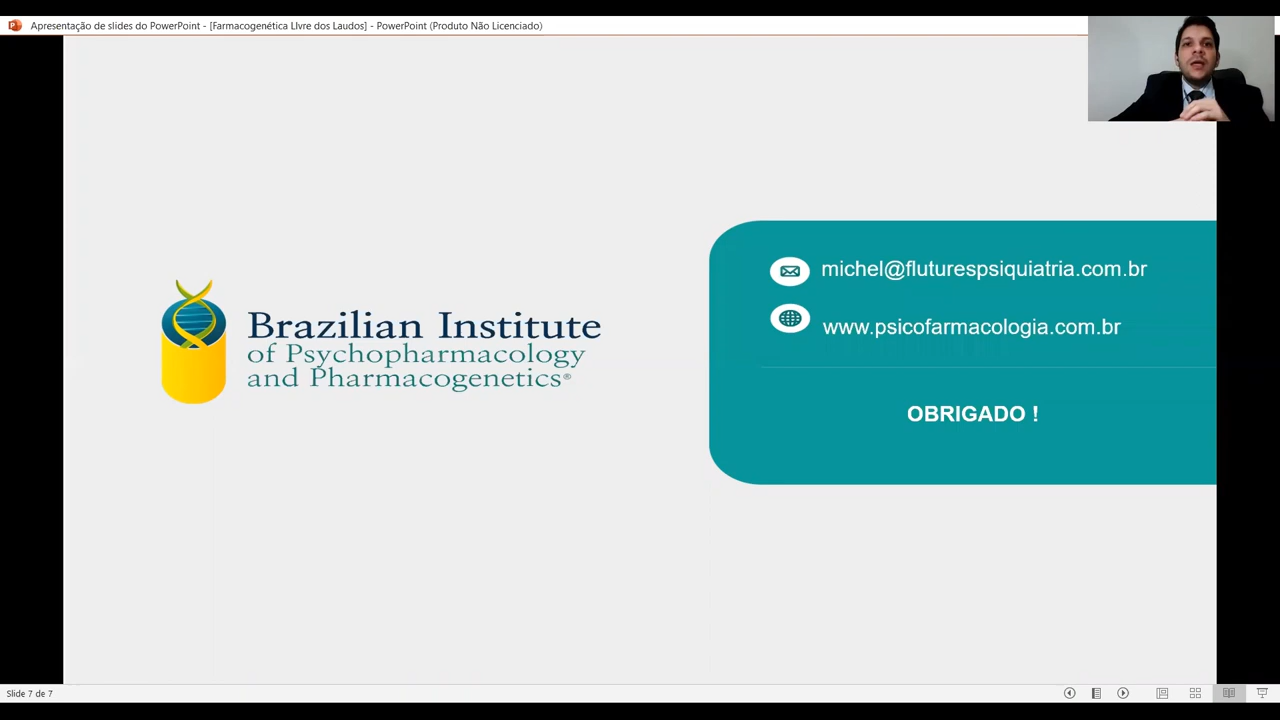 Apresentação de slides do PowerPoint - [Farmacogenética LIvre dos Laudos] - PowerPoint (Produto Não Licenciado)
Brazilian Institute
of Psychopharmacology
and Pharmacogenetics®
michel@fluturespsiquiatria.com.br
www.psicofarmacologia.com.br
OBRIGADO !
Slide 7 de 7